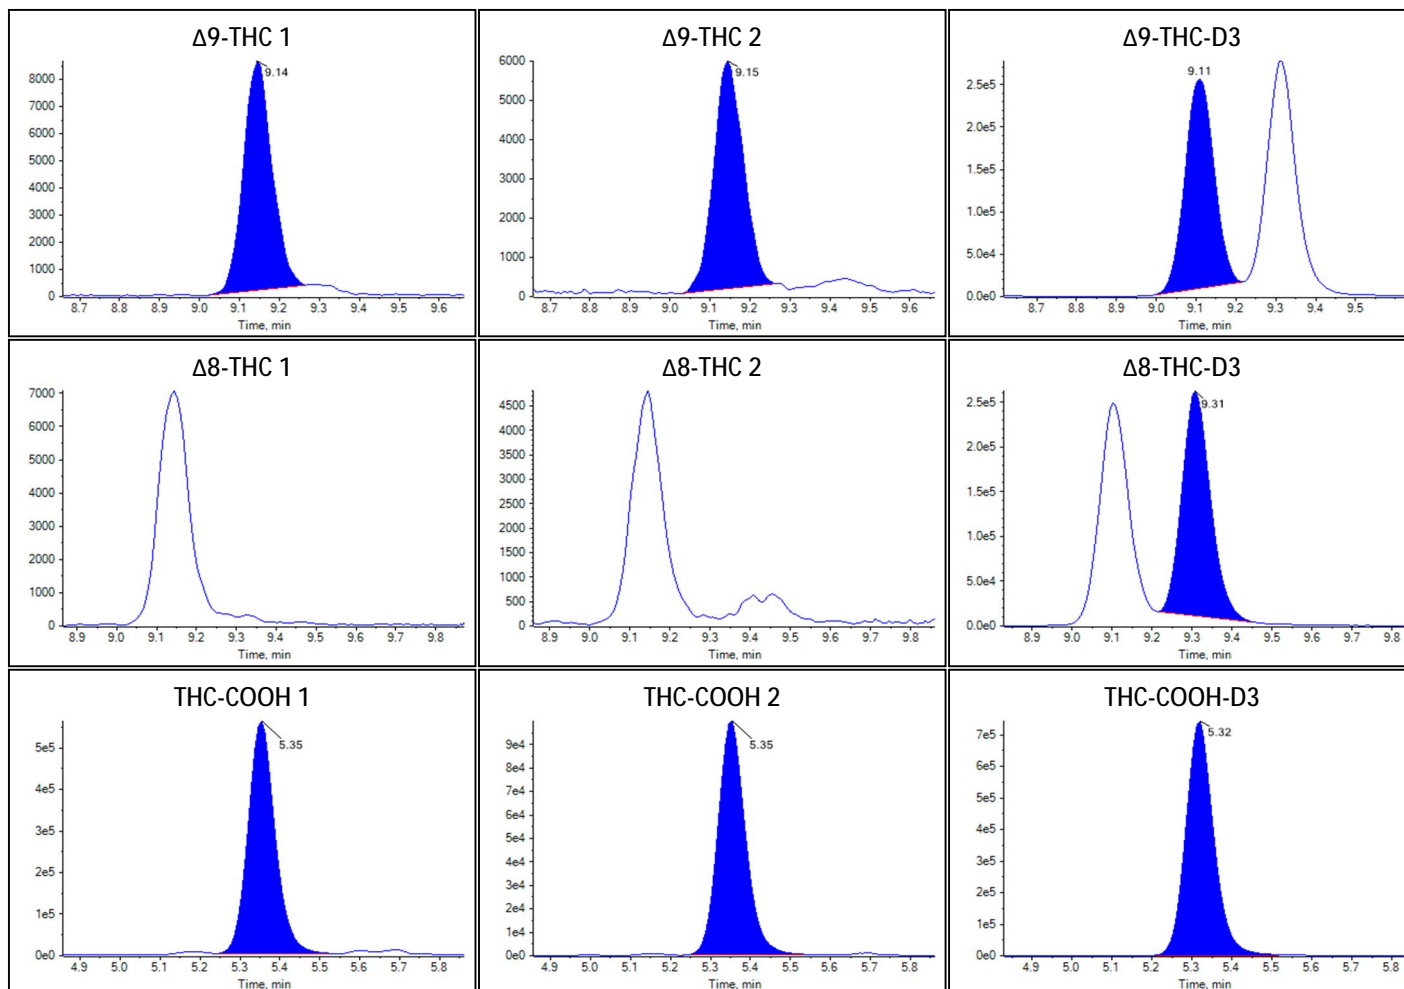 Δ9-THC 1
8000
7000
6000
5000
4000
3000
2000
1000
0
9.14
8.7 8.8 8.9 9.0 9.1 9.2 9.3 9.4 9.5 9.6
Time, min
Δ9-THC 2
6000
5000
4000
3000
2000
1000
0
9.15
8.7 8.8 8.9 9.0 9.1 9.2 9.3 9.4 9.5 9.6
Time, min
Δ9-THC-D3
2.5e5
2.0e5
1.5e5
1.0e5
5.0e4
0.0e0
9.11
8.7 8.8 8.9 9.0 9.1 9.2 9.3 9.4 9.5
Time, min
Δ8-THC 1
7000
6000
5000
4000
3000
2000
1000
0
8.9 9.0 9.1 9.2 9.3 9.4 9.5 9.6 9.7 9.8
Time, min
Δ8-THC 2
4500
4000
3500
3000
2500
2000
1500
1000
500
0
8.9 9.0 9.1 9.2 9.3 9.4 9.5 9.6 9.7 9.8
Time, min
Δ8-THC-D3
2.5e5
2.0e5
1.5e5
1.0e5
5.0e4
0.0e0
9.31
8.9 9.0 9.1 9.2 9.3 9.4 9.5 9.6 9.7 9.8
Time, min
THC-COOH 1
5e5
4e5
3e5
2e5
1e5
0e0
5.35
4.9 5.0 5.1 5.2 5.3 5.4 5.5 5.6 5.7 5.8
Time, min
THC-COOH 2
9e4
8e4
7e4
6e4
5e4
4e4
3e4
2e4
1e4
0e0
5.35
4.9 5.0 5.1 5.2 5.3 5.4 5.5 5.6 5.7 5.8
Time, min
THC-COOH-D3
7e5
6e5
5e5
4e5
3e5
2e5
1e5
0e0
5.32
4.9 5.0 5.1 5.2 5.3 5.4 5.5 5.6 5.7 5.8
Time, min